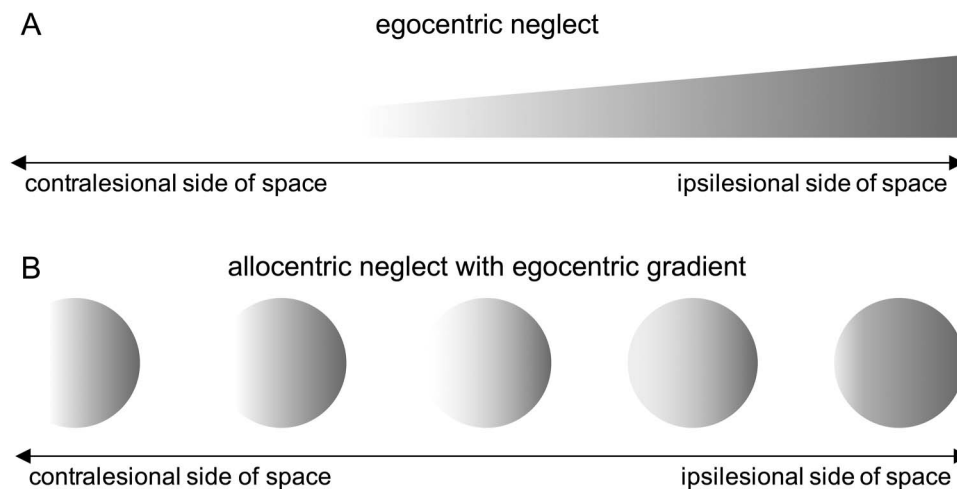 A
egocentric neglect
contralesional side of space
ipsilesional side of space
B
allocentric neglect with egocentric gradient
contralesional side of space
ipsilesional side of space